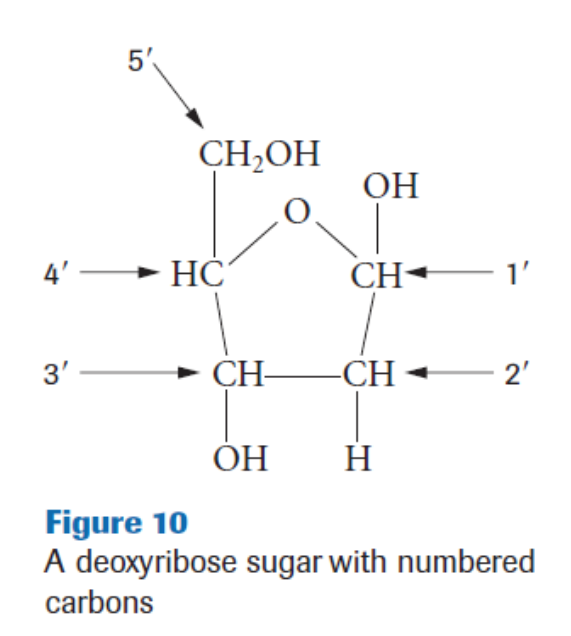 5′
CH₂OH
OH
O
4′ HC CH 1′
3′ CH CH 2′
OH H
Figure 10
A deoxyribose sugar with numbered
carbons